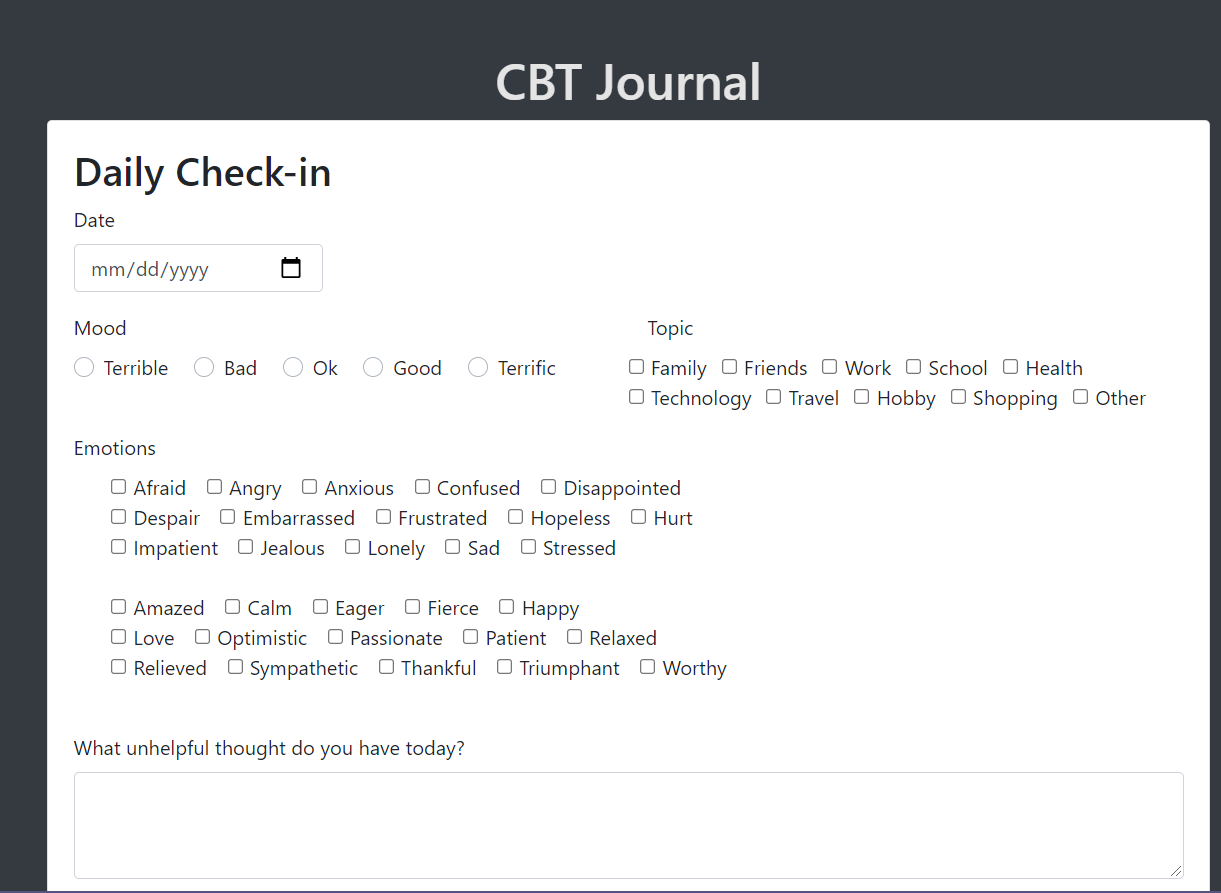 CBT Journal
Daily Check-in
Date
mm/dd/yyyy
Mood
Terrible Bad Ok Good Terrific
Topic
Family Friends Work School Health
Technology Travel Hobby Shopping Other
Emotions
Afraid Angry Anxious Confused Disappointed
Despair Embarrassed Frustrated Hopeless Hurt
Impatient Jealous Lonely Sad Stressed
Amazed Calm Eager Fierce Happy
Love Optimistic Passionate Patient Relaxed
Relieved Sympathetic Thankful Triumphant Worthy
What unhelpful thought do you have today?